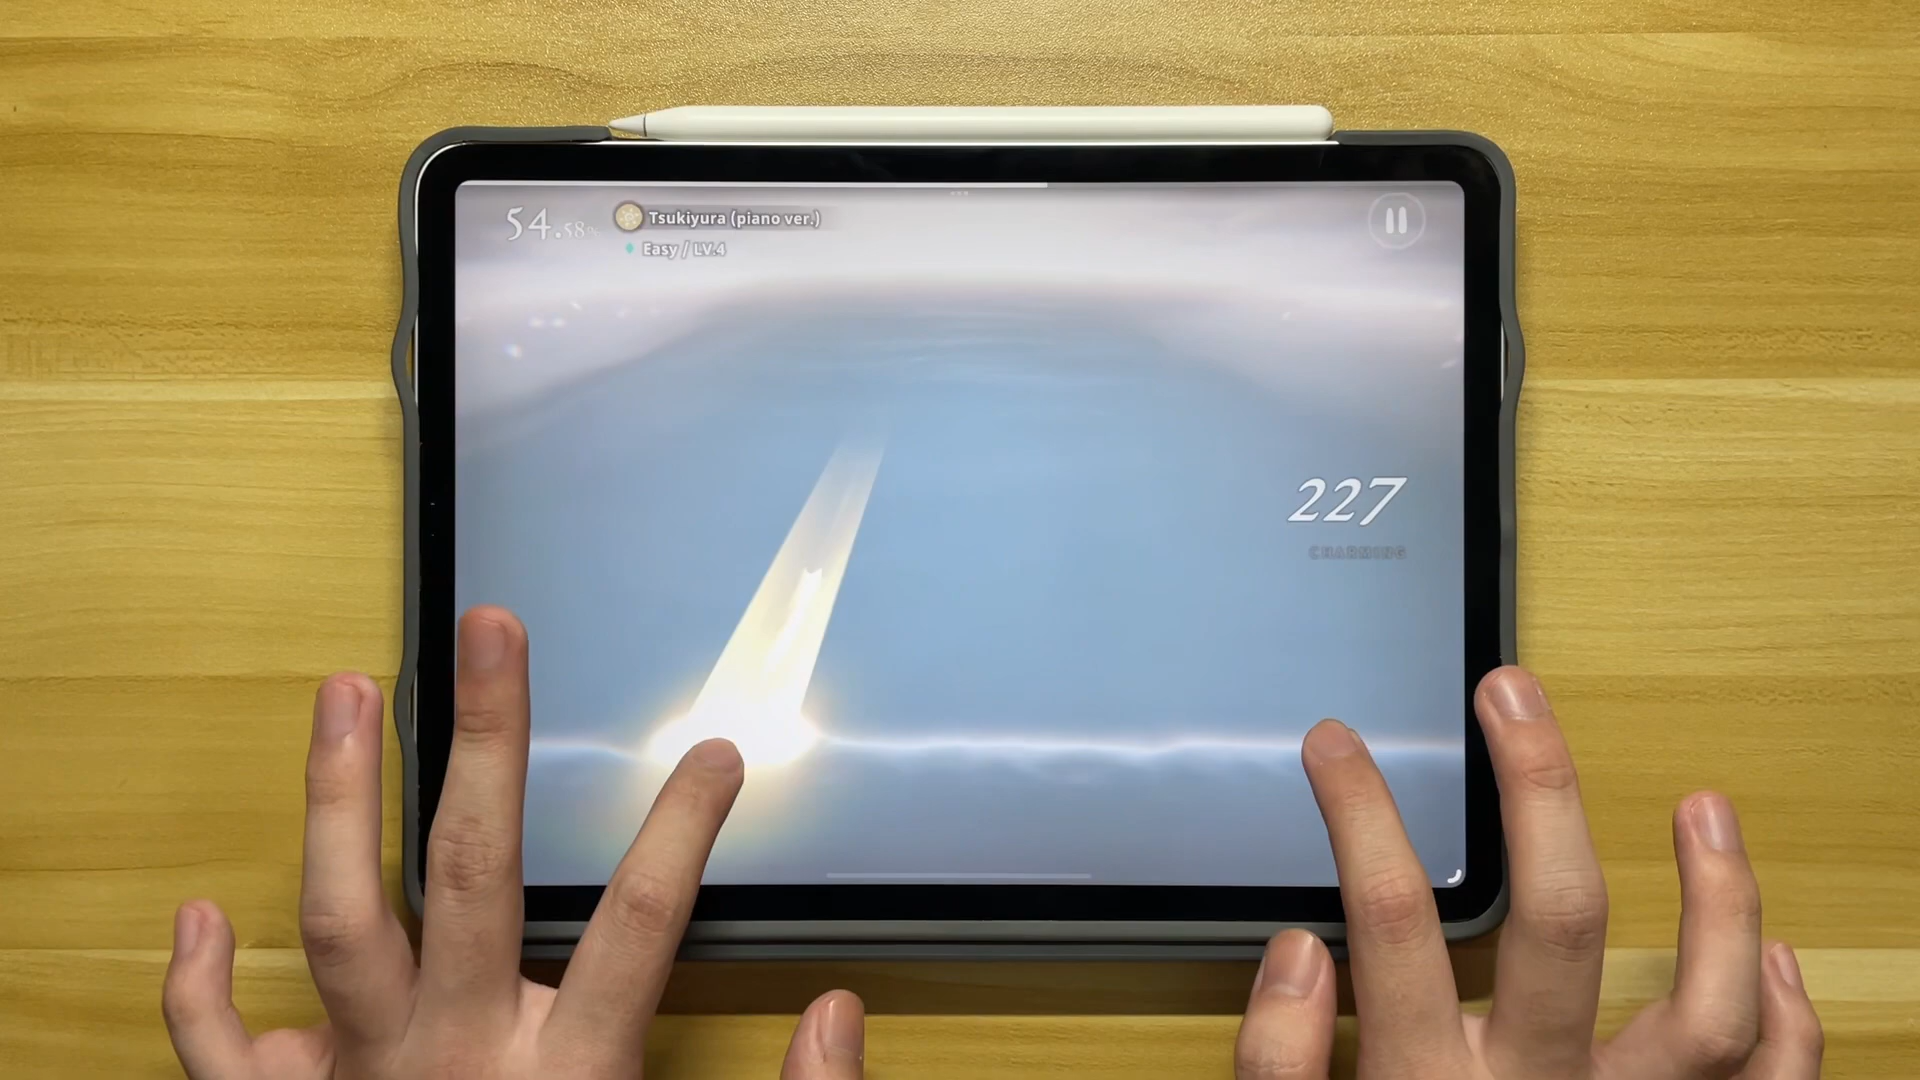 54.58%
Tsukiyura (piano ver.)
Easy / LV.4
227
CHARMING